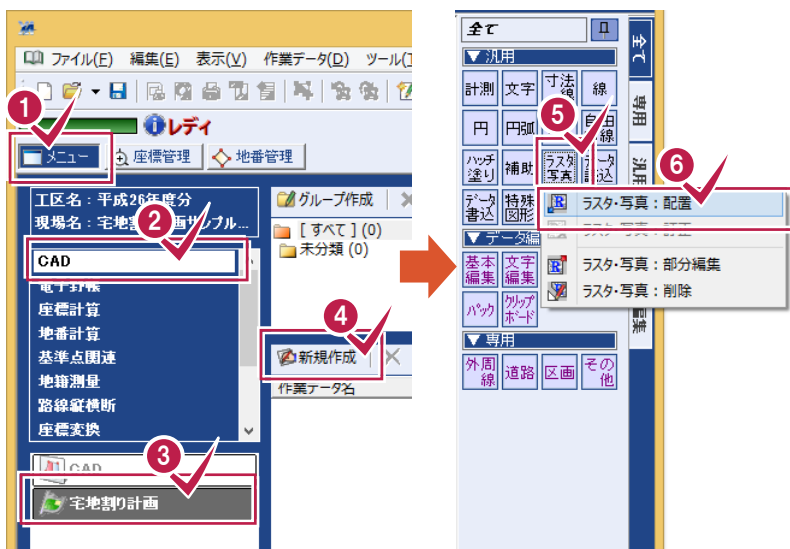 ファイル(F) 編集(E) 表示(V) 作業データ(D) ツール(
1
レディ
メニュー 座標管理 地番管理
工区名：平成26年度分
現場名：宅地
2
CAD
座標計算
地番計算
基準点関連
地籍測量
路線縦横断
座標変換
3
CAD
宅地割り計画
グループ作成
[ すべて ] (0)
未分類 (0)
4
新規作成
作業データ名
全て
▼ 汎用
計測 文字 寸法 線
5
円 円弧
ハッチ塗り 補助 ラスタ写真
6
ラスタ・写真：配置
データ書込 特殊図形
ラスタ・写真：部分編集
ラスタ・写真：削除
基本編集 文字編集
パック クリップボード
▼ 専用
外周線 道路 区画 その他
全て
専用
汎用